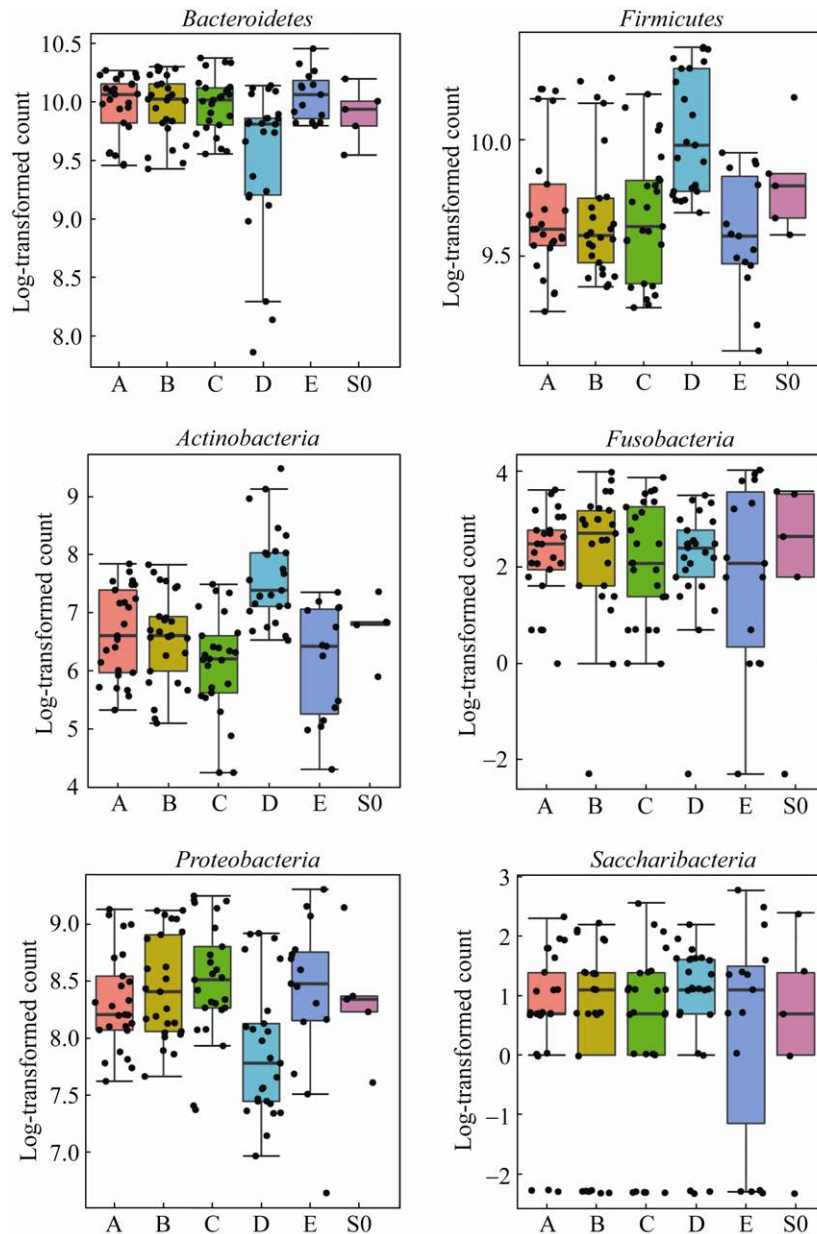 Bacteroidetes
Log-transformed count
10.5
10.0
9.5
9.0
8.5
8.0
A B C D E S0
Firmicutes
Log-transformed count
10.0
9.5
A B C D E S0
Actinobacteria
Log-transformed count
9
8
7
6
5
4
A B C D E S0
Fusobacteria
Log-transformed count
4
2
0
–2
A B C D E S0
Proteobacteria
Log-transformed count
9.0
8.5
8.0
7.5
7.0
A B C D E S0
Saccharibacteria
Log-transformed count
3
2
1
0
–1
–2
A B C D E S0